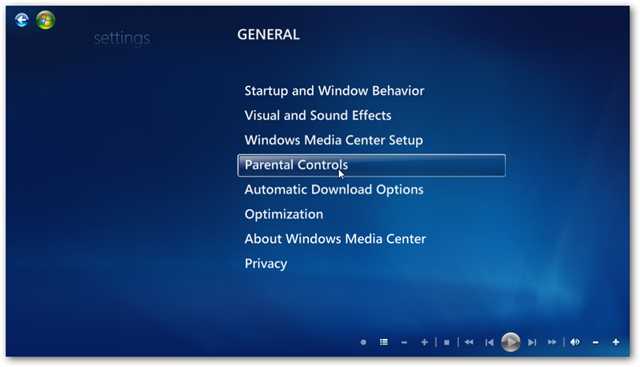 settings
GENERAL
Startup and Window Behavior
Visual and Sound Effects
Windows Media Center Setup
Parental Controls
Automatic Download Options
Optimization
About Windows Media Center
Privacy